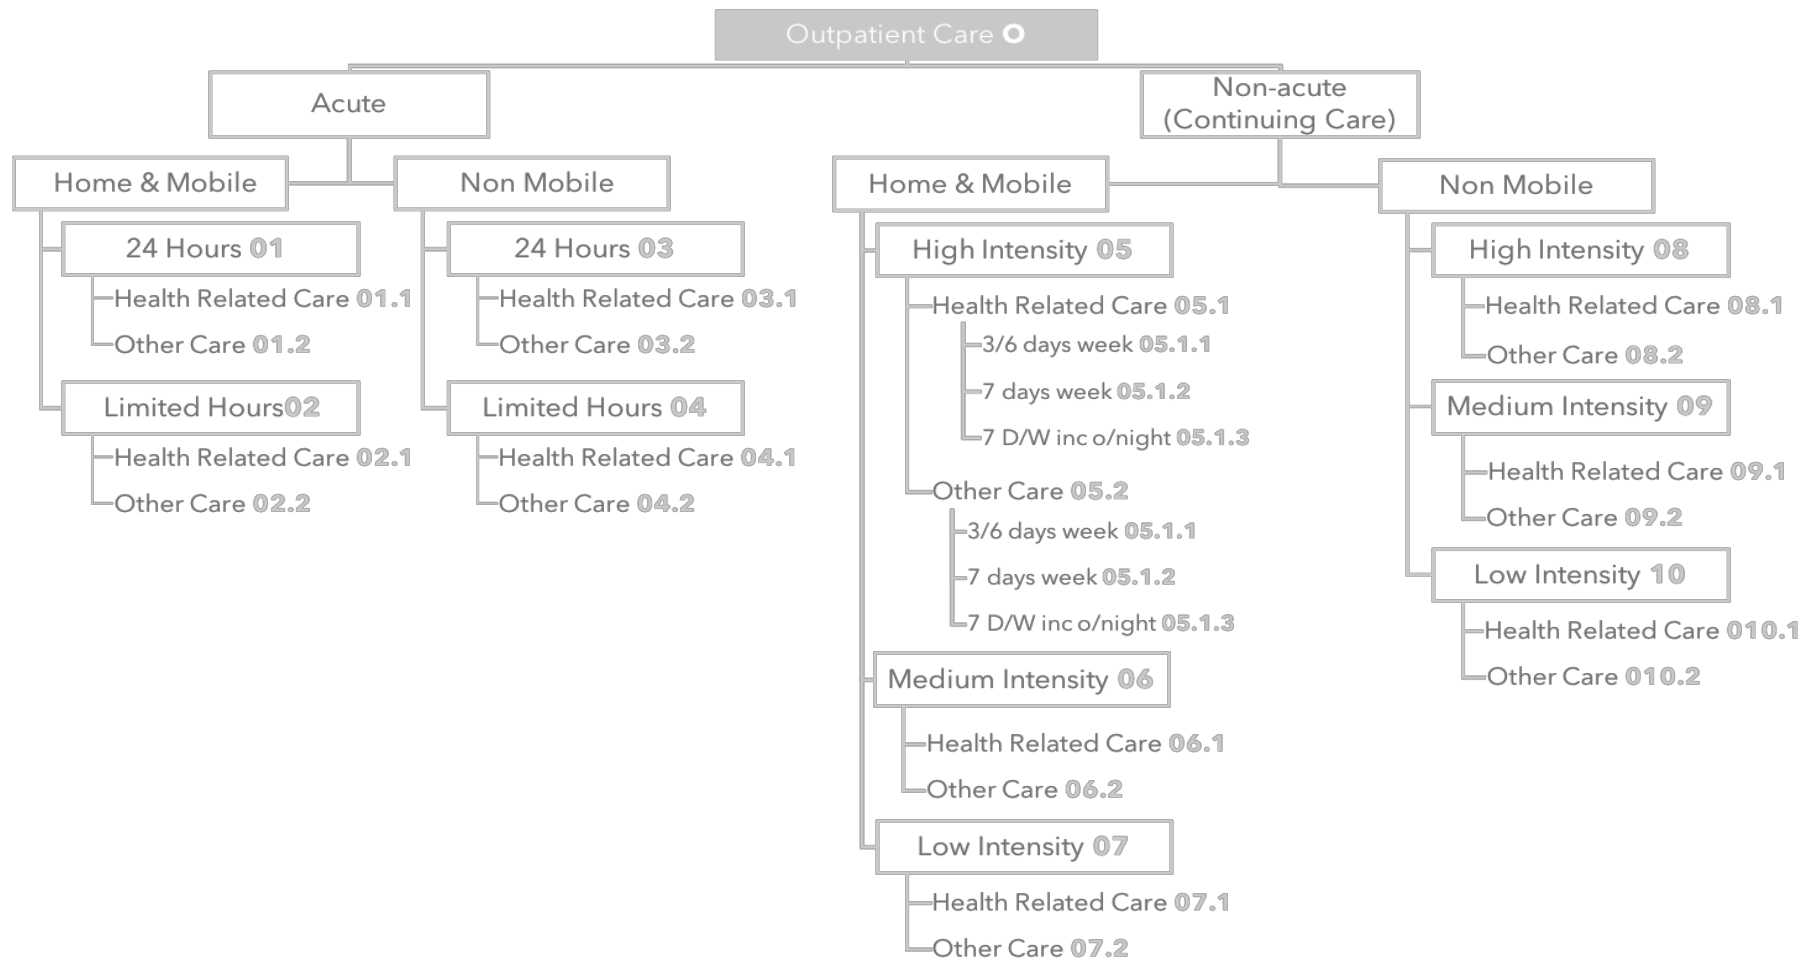 Outpatient Care O
Acute
Home & Mobile
24 Hours 01
Health Related Care 01.1
Other Care 01.2
Limited Hours02
Health Related Care 02.1
Other Care 02.2
Non Mobile
24 Hours 03
Health Related Care 03.1
Other Care 03.2
Limited Hours 04
Health Related Care 04.1
Other Care 04.2
Non-acute
(Continuing Care)
Home & Mobile
High Intensity 05
Health Related Care 05.1
3/6 days week 05.1.1
7 days week 05.1.2
7 D/W inc o/night 05.1.3
Other Care 05.2
3/6 days week 05.1.1
7 days week 05.1.2
7 D/W inc o/night 05.1.3
Medium Intensity 06
Health Related Care 06.1
Other Care 06.2
Low Intensity 07
Health Related Care 07.1
Other Care 07.2
Non Mobile
High Intensity 08
Health Related Care 08.1
Other Care 08.2
Medium Intensity 09
Health Related Care 09.1
Other Care 09.2
Low Intensity 10
Health Related Care 010.1
Other Care 010.2